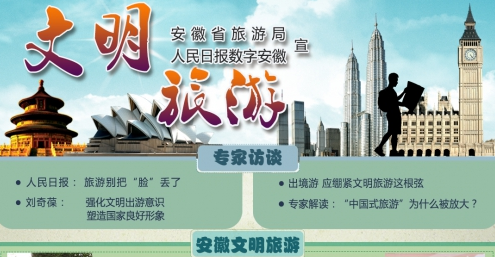 文明
旅游
安徽省旅游局
人民日报数字安徽
宣
专家访谈
● 人民日报：旅游别把“脸”丢了
● 刘奇葆： 强化文明出游意识
塑造国家良好形象
● 出境游 应绷紧文明旅游这根弦
● 专家解读：“中国式旅游”为什么被放大？
安徽文明旅游